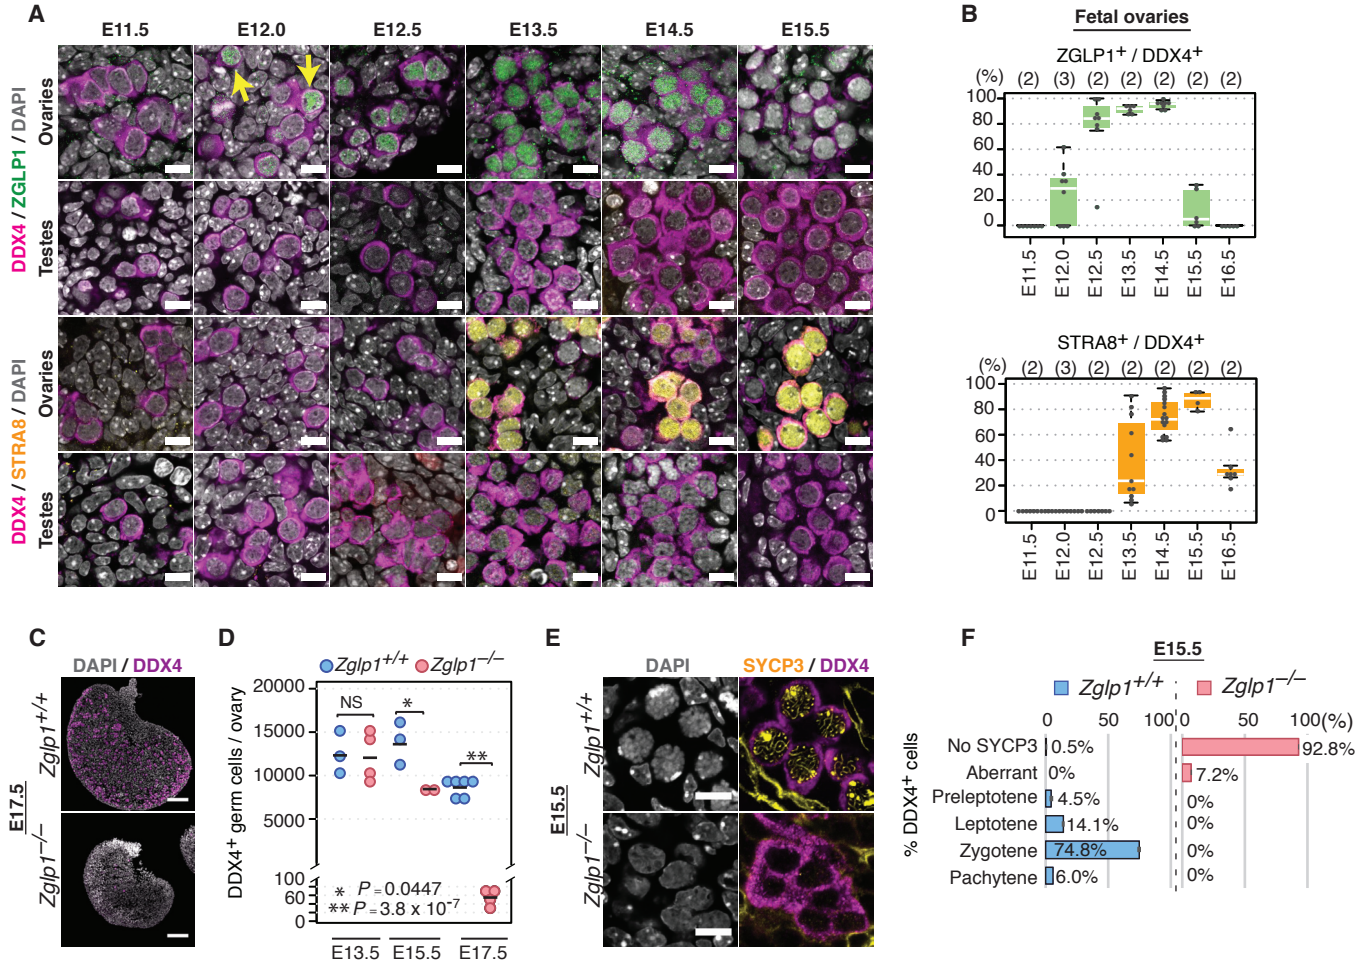 A
E11.5 E12.0 E12.5 E13.5 E14.5 E15.5
DDX4 / ZGLP1 / DAPI
Ovaries
Testes
DDX4 / STRA8 / DAPI
Ovaries
Testes
B
Fetal ovaries
ZGLP1+ / DDX4+
(%) (2) (3) (2) (2) (2) (2) (2)
100
80
60
40
20
0
E11.5 E12.0 E12.5 E13.5 E14.5 E15.5 E16.5
STRA8+ / DDX4+
(%) (2) (3) (2) (2) (2) (2) (2)
100
80
60
40
20
0
E11.5 E12.0 E12.5 E13.5 E14.5 E15.5 E16.5
C
DAPI / DDX4
E17.5
Zglp1+/+
Zglp1−/−
D
Zglp1+/+ Zglp1−/−
DDX4+ germ cells / ovary
20000
15000
10000
5000
100
60
0
NS * **
* P = 0.0447
** P = 3.8 x 10-7
E13.5 E15.5 E17.5
E
DAPI SYCP3 / DDX4
E15.5
Zglp1+/+
Zglp1−/−
F
E15.5
Zglp1+/+ Zglp1−/−
0 50 100 0 50 100(%)
% DDX4+ cells
No SYCP3 0.5% 92.8%
Aberrant 0% 7.2%
Preleptotene 4.5% 0%
Leptotene 14.1% 0%
Zygotene 74.8% 0%
Pachytene 6.0% 0%